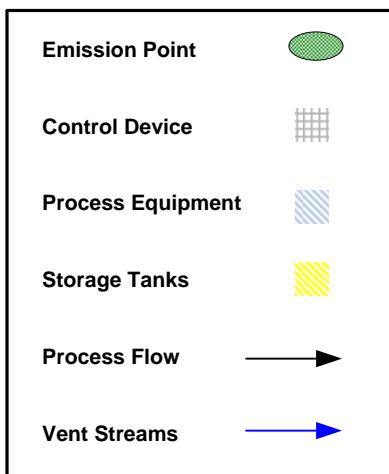 Emission Point
Control Device
Process Equipment
Storage Tanks
Process Flow
Vent Streams